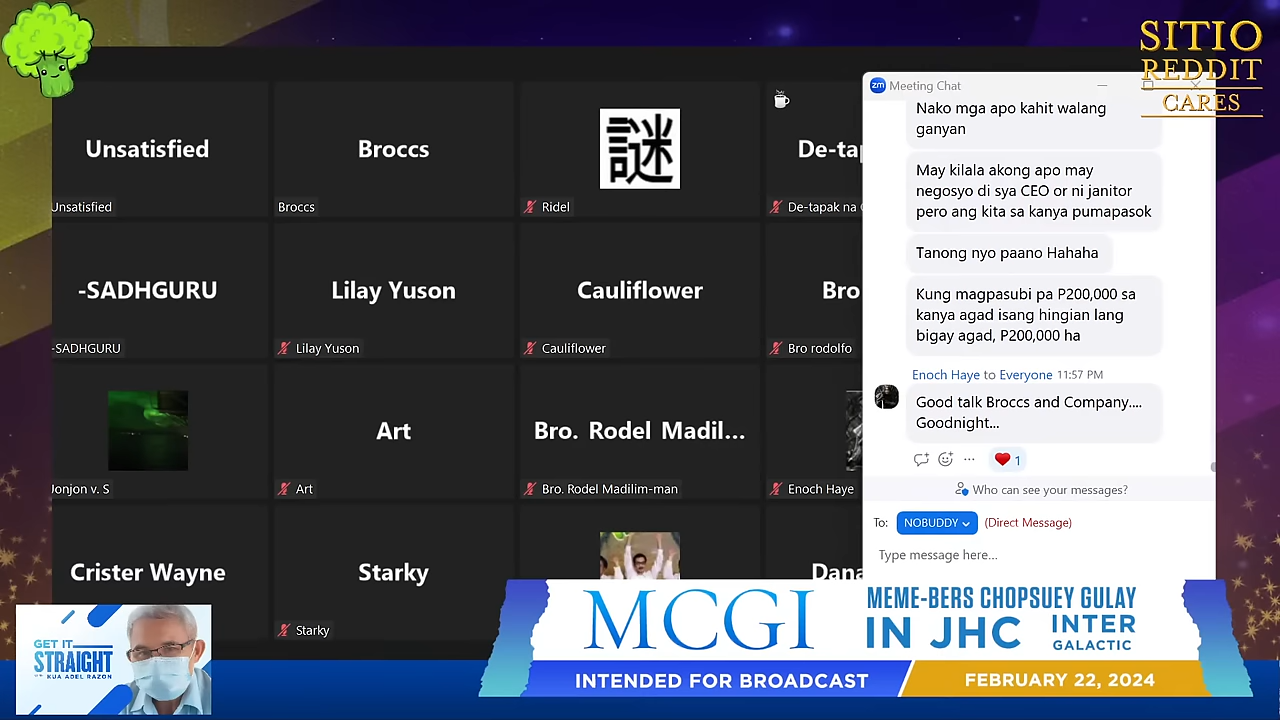 SITIO
REDDIT
CARES
Meeting Chat
Nako mga apo kahit walang
ganyan
May kilala akong apo may
negosyo di sya CEO or ni janitor
pero ang kita sa kanya pumapasok
Tanong nyo paano Hahaha
Kung magpasubi pa P200,000 sa
kanya agad isang hingian lang
bigay agad, P200,000 ha
Enoch Haye to Everyone 11:57 PM
Good talk Broccs and Company....
Goodnight...
1
Who can see your messages?
To: NOBUDDY (Direct Message)
Type message here...
Unsatisfied
Unsatisfied
Broccs
Broccs
謎
Ridel
De-tap
De-tapak na
-SADHGURU
-SADHGURU
Lilay Yuson
Lilay Yuson
Cauliflower
Cauliflower
Bro
Bro rodolfo
Jonjon v. S
Art
Art
Bro. Rodel Madil...
Bro. Rodel Madilim-man
Enoch Haye
Crister Wayne
Starky
Starky
Dana
GET IT
STRAIGHT
KUA ADEL RAZON
MCGI
MEME-BERS CHOPSUEY GULAY
IN JHC INTER
GALACTIC
INTENDED FOR BROADCAST
FEBRUARY 22, 2024
zm